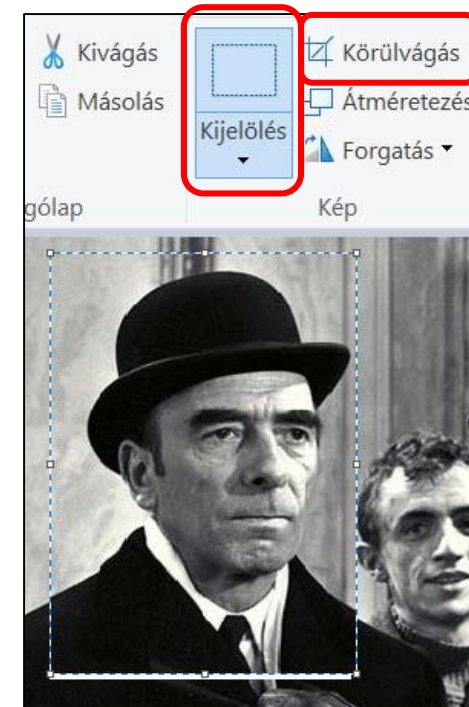 Kivágás
Másolás
gólap
Kijelölés
Körülvágás
Átméretezés
Forgatás
Kép